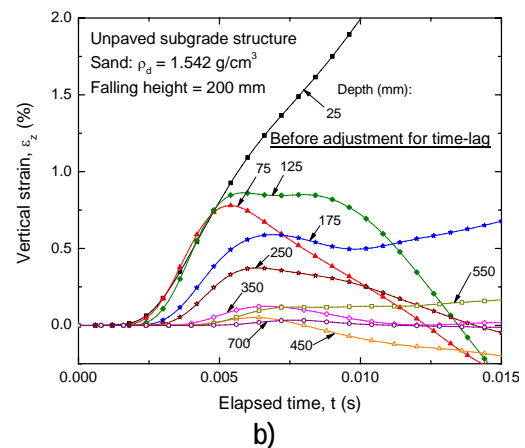 2.0
1.5
1.0
0.5
0.0
Vertical strain, εz (%)
Unpaved subgrade structure
Sand: ρd = 1.542 g/cm³
Falling height = 200 mm
Depth (mm):
25
Before adjustment for time-lag
75
125
175
250
350
550
700
450
0.000
0.005
0.010
0.015
Elapsed time, t (s)
b)